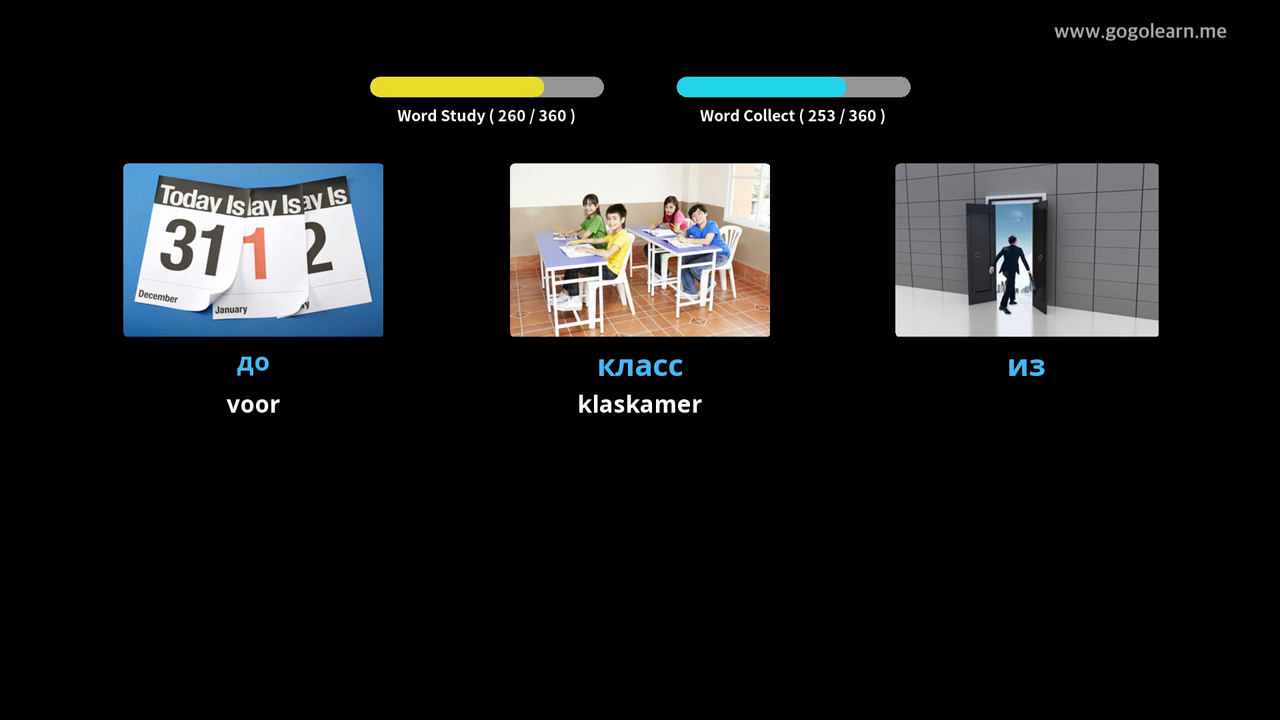 www.gogolearn.me
Word Study ( 260 / 360 )
Word Collect ( 253 / 360 )
Today Is
ay Is
ay Is
31
1
2
December
January
до
класс
из
voor
klaskamer